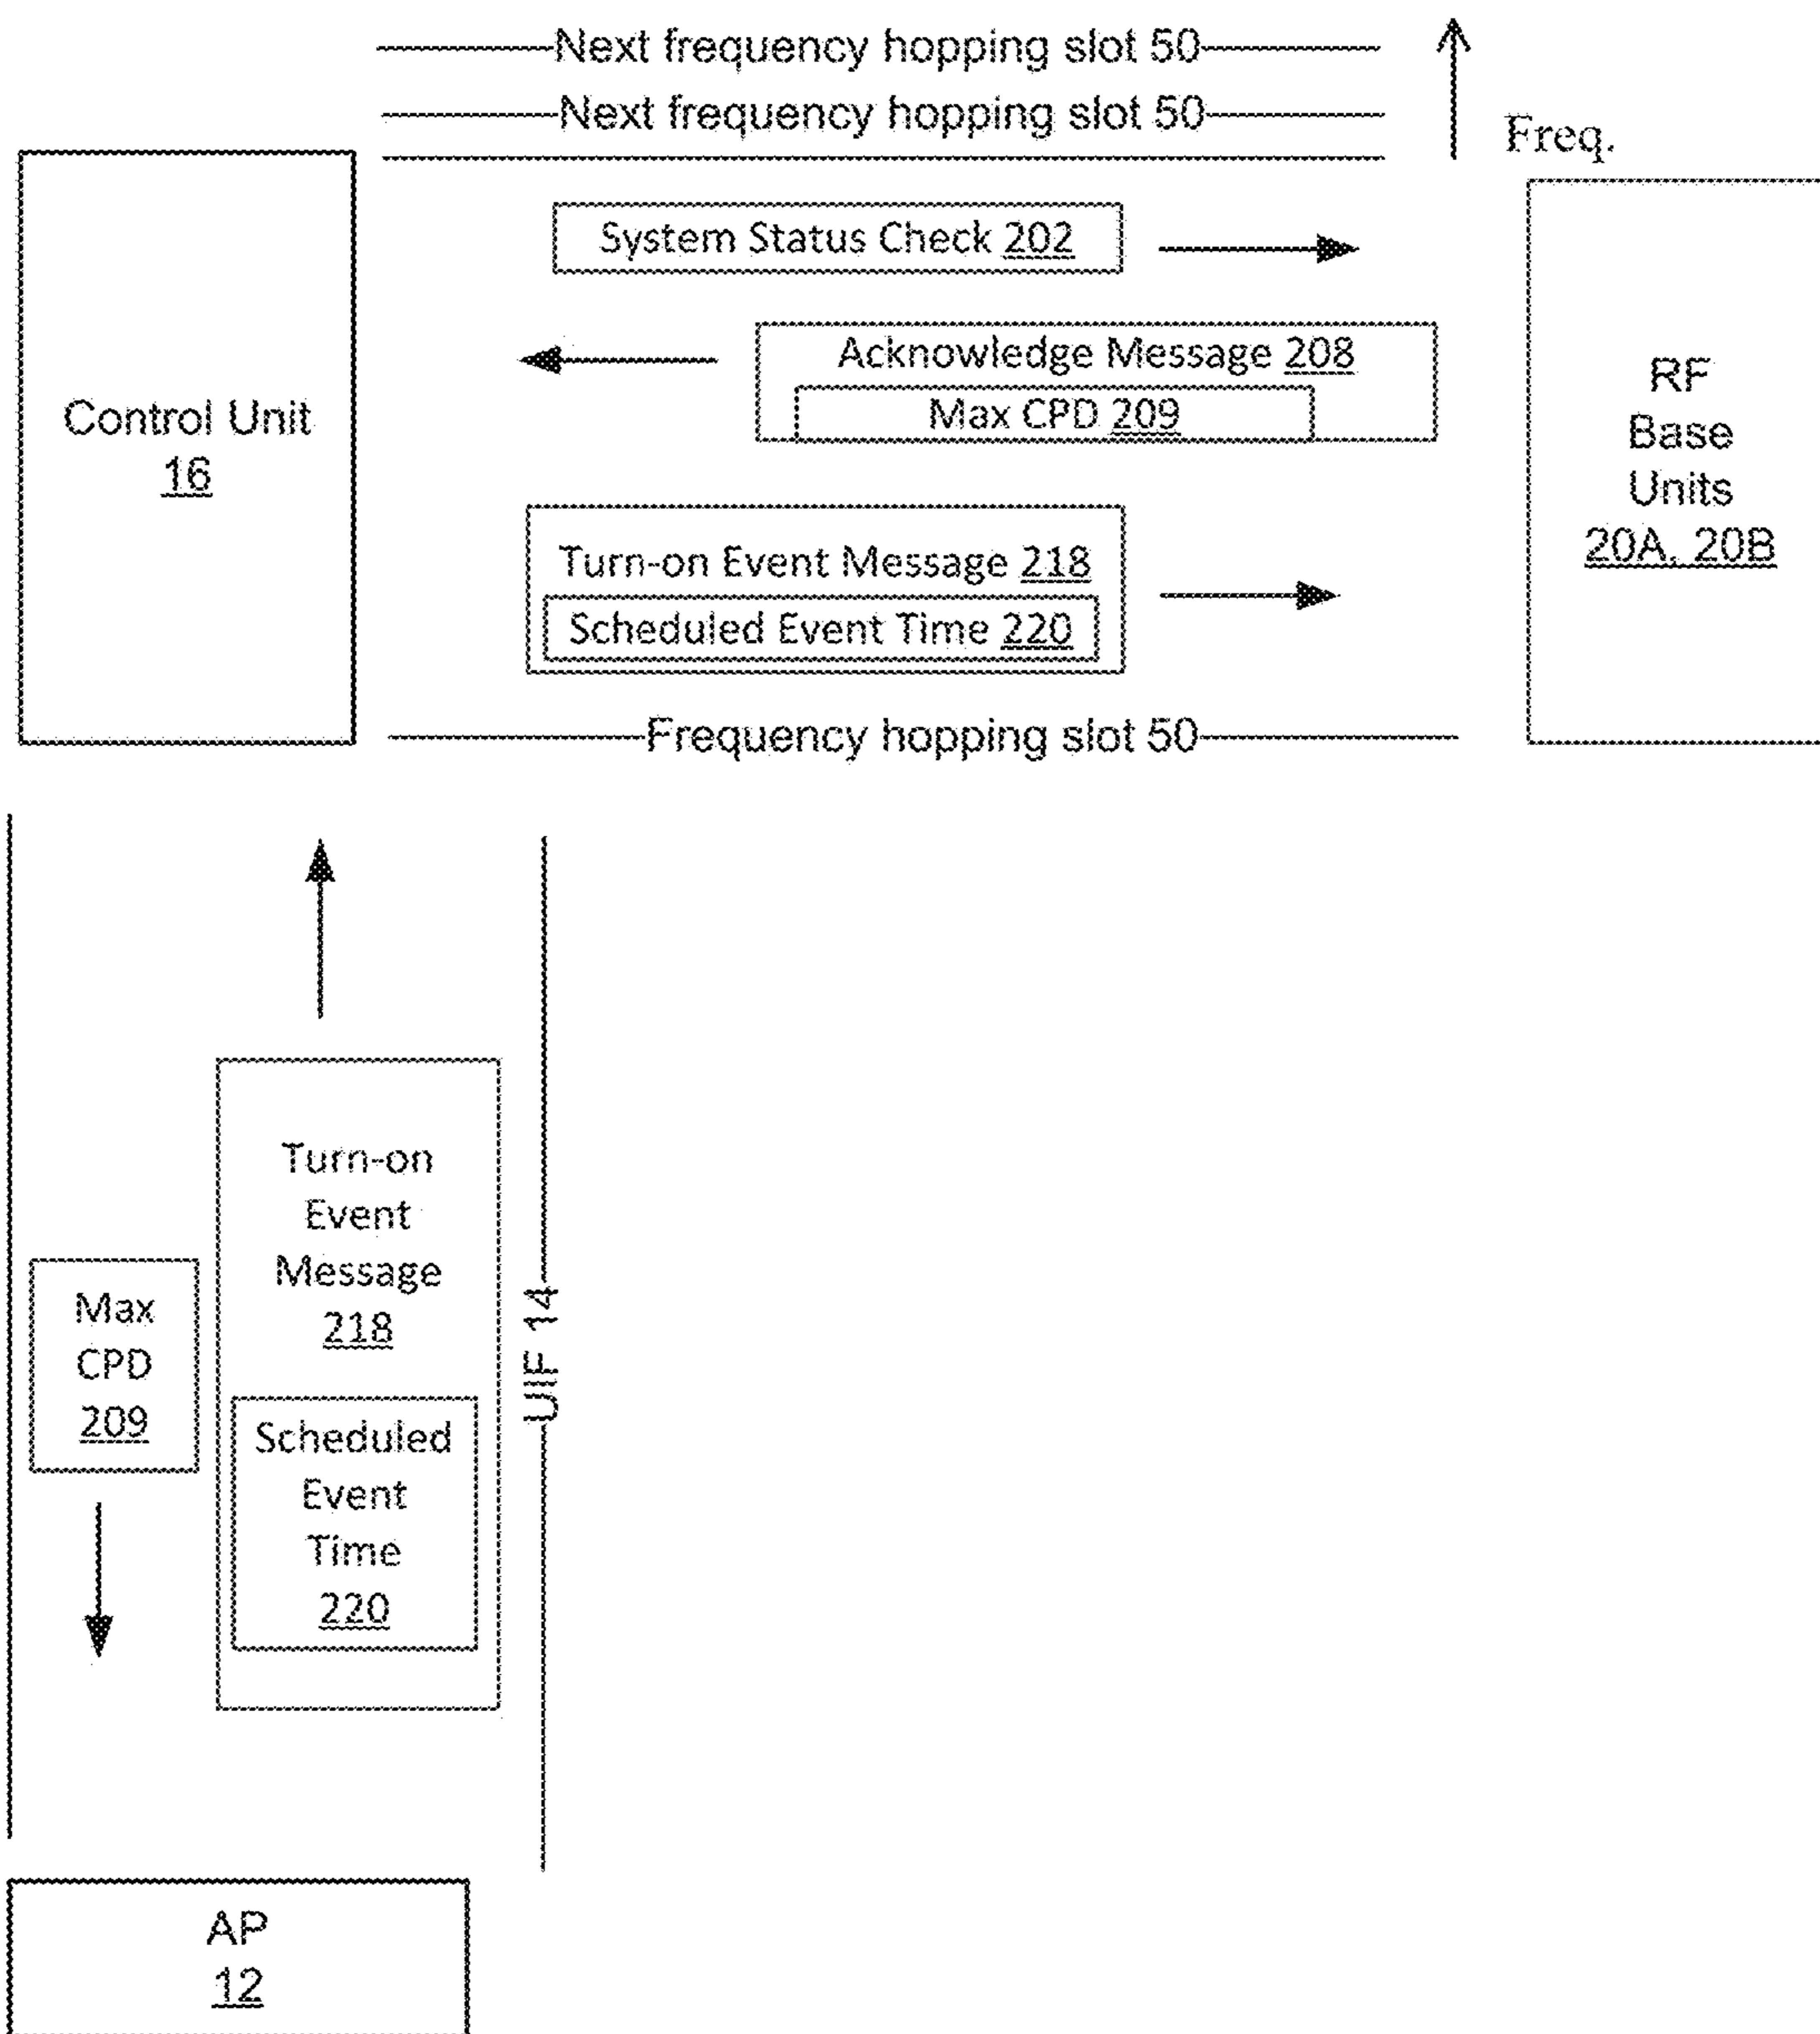 Next frequency hopping slot 50
Next frequency hopping slot 50
Freq.
System Status Check 202
Acknowledge Message 208
Max CPD 209
Control Unit
16
RF
Base
Units
20A, 20B
Turn-on Event Message 218
Scheduled Event Time 220
Frequency hopping slot 50
Turn-on
Event
Message
218
Max
CPD
209
UIF 14
Scheduled
Event
Time
220
AP
12